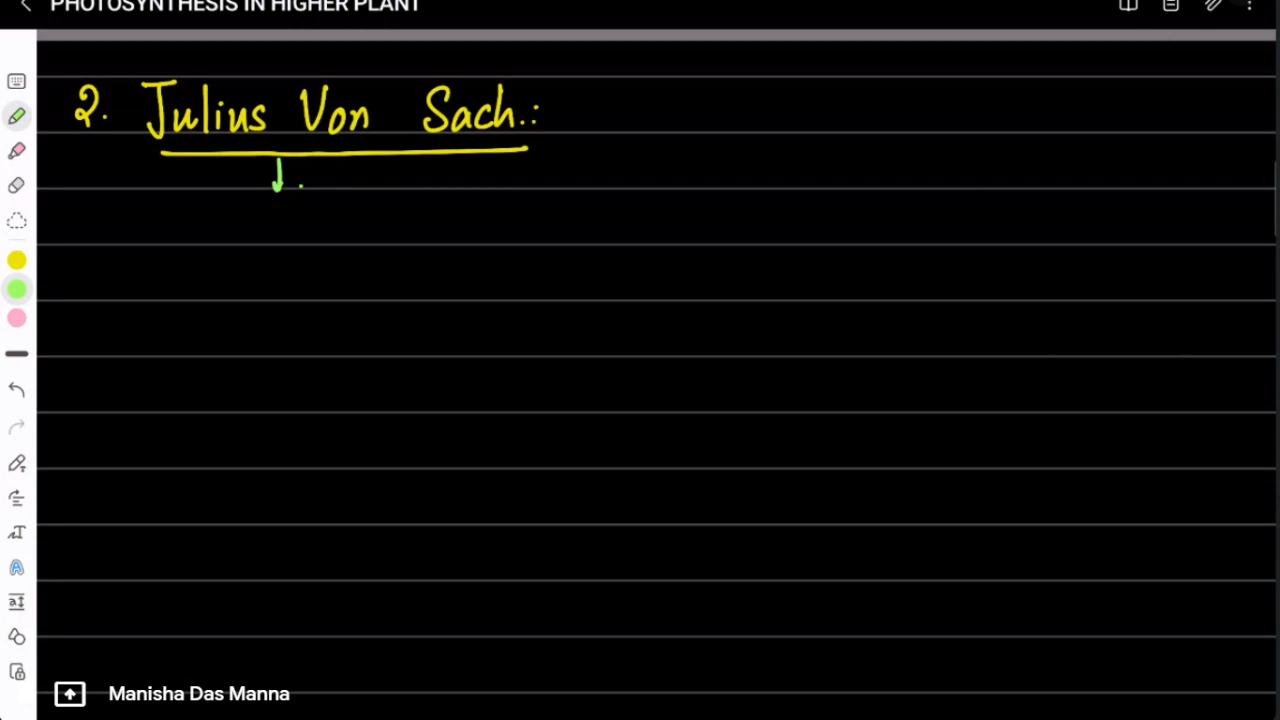 PHOTOSYNTHESIS IN HIGHER PLANT
2. Julius Von Sach.:
Manisha Das Manna